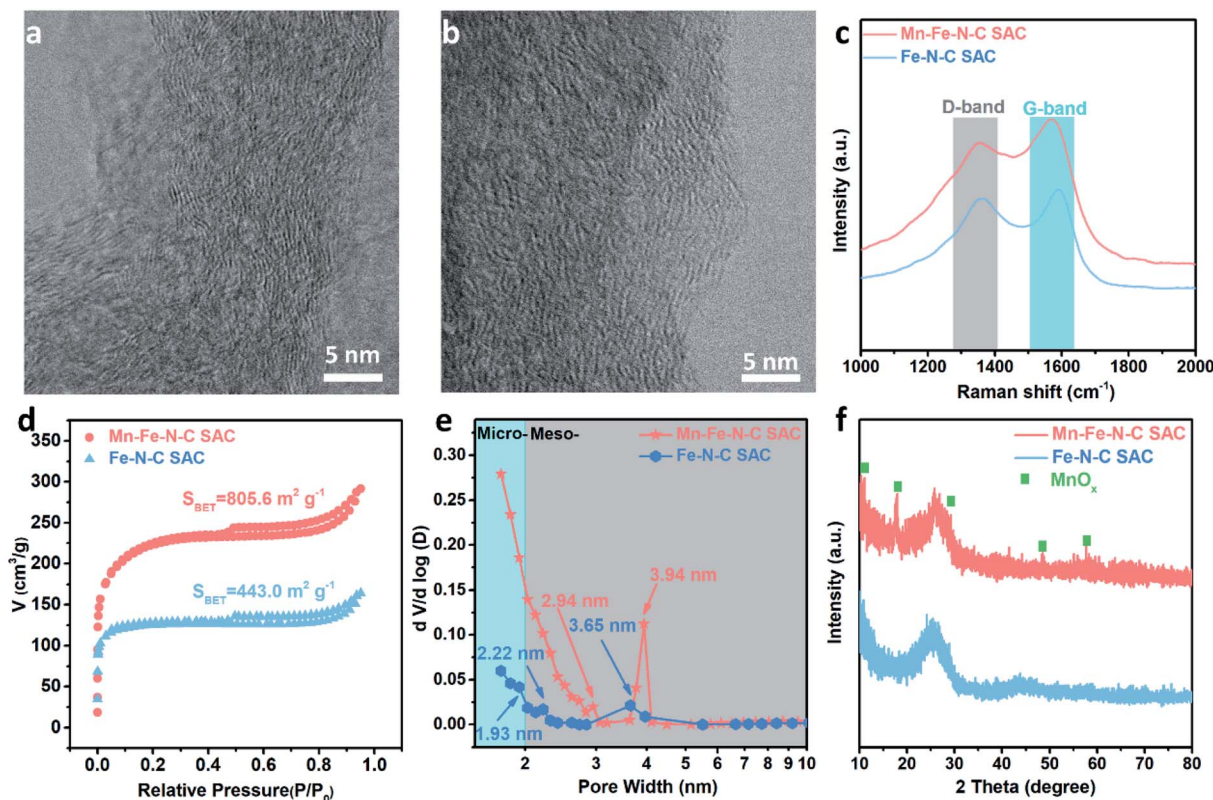 a
5 nm
b
5 nm
c
Mn-Fe-N-C SAC
Fe-N-C SAC
D-band
G-band
Intensity (a.u.)
1000 1200 1400 1600 1800 2000
Raman shift (cm⁻¹)
d
350
300
250
200
150
100
50
0
V (cm³/g)
Mn-Fe-N-C SAC
Fe-N-C SAC
S_BET=805.6 m² g⁻¹
S_BET=443.0 m² g⁻¹
0.0 0.2 0.4 0.6 0.8 1.0
Relative Pressure(P/P₀)
e
Micro- Meso-
Mn-Fe-N-C SAC
Fe-N-C SAC
0.30
0.25
0.20
0.15
0.10
0.05
0.00
d V/d log (D)
3.94 nm
2.94 nm
3.65 nm
2.22 nm
1.93 nm
2 3 4 5 6 7 8 9 10
Pore Width (nm)
f
Mn-Fe-N-C SAC
Fe-N-C SAC
MnOₓ
Intensity (a.u.)
10 20 30 40 50 60 70 80
2 Theta (degree)